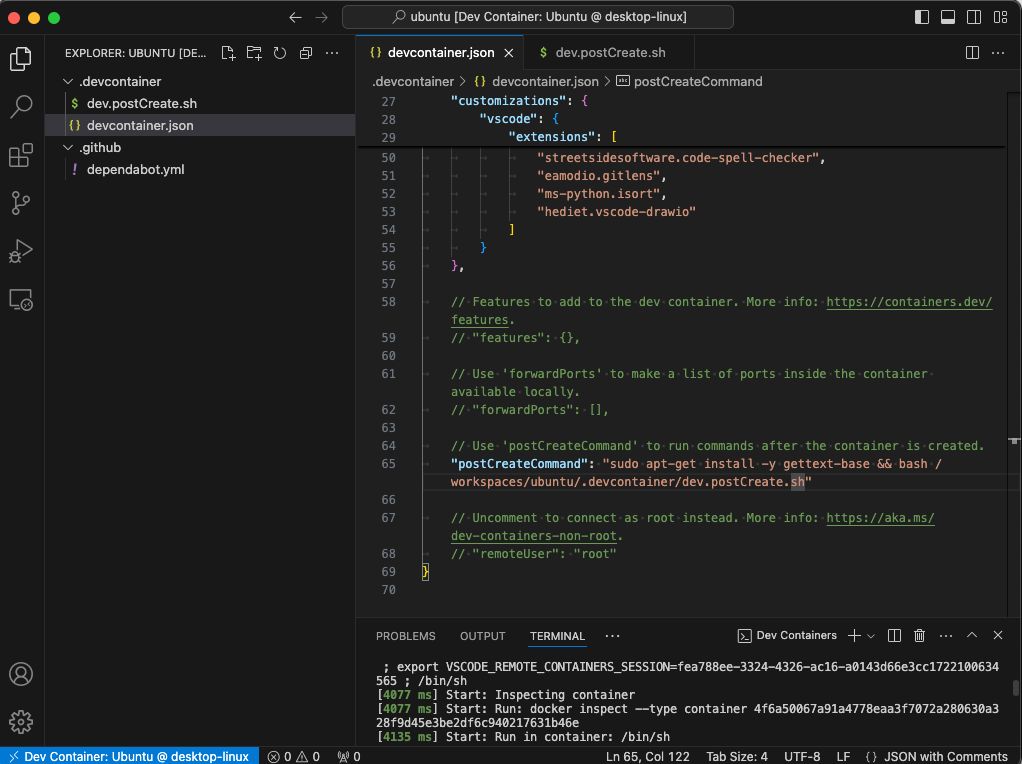 ubuntu [Dev Container: Ubuntu @ desktop-linux]
EXPLORER: UBUNTU [DE...
.devcontainer
$ dev.postCreate.sh
{} devcontainer.json
.github
! dependabot.yml
{} devcontainer.json
$ dev.postCreate.sh
.devcontainer > {} devcontainer.json > postCreateCommand
27 "customizations": {
28 "vscode": {
29 "extensions": [
50 "streetsidesoftware.code-spell-checker",
51 "eamodio.gitlens",
52 "ms-python.isort",
53 "hediet.vscode-drawio"
54 ]
55 }
56 },
57
58 // Features to add to the dev container. More info: https://containers.dev/
features.
59 // "features": {},
60
61 // Use 'forwardPorts' to make a list of ports inside the container
available locally.
62 // "forwardPorts": [],
63
64 // Use 'postCreateCommand' to run commands after the container is created.
65 "postCreateCommand": "sudo apt-get install -y gettext-base && bash /
workspaces/ubuntu/.devcontainer/dev.postCreate.sh"
66
67 // Uncomment to connect as root instead. More info: https://aka.ms/
dev-containers-non-root.
68 // "remoteUser": "root"
69 }
70
PROBLEMS OUTPUT TERMINAL ... Dev Containers
; export VSCODE_REMOTE_CONTAINERS_SESSION=fea788ee-3324-4326-ac16-a0143d66e3cc1722100634
565 ; /bin/sh
[4077 ms] Start: Inspecting container
[4077 ms] Start: Run: docker inspect --type container 4f6a50067a91a4778eaa3f7072a280630a3
28f9d45e3be2df6c940217631b46e
[4135 ms] Start: Run in container: /bin/sh
Dev Container: Ubuntu @ desktop-linux 0 0 0 Ln 65, Col 122 Tab Size: 4 UTF-8 LF {} JSON with Comments